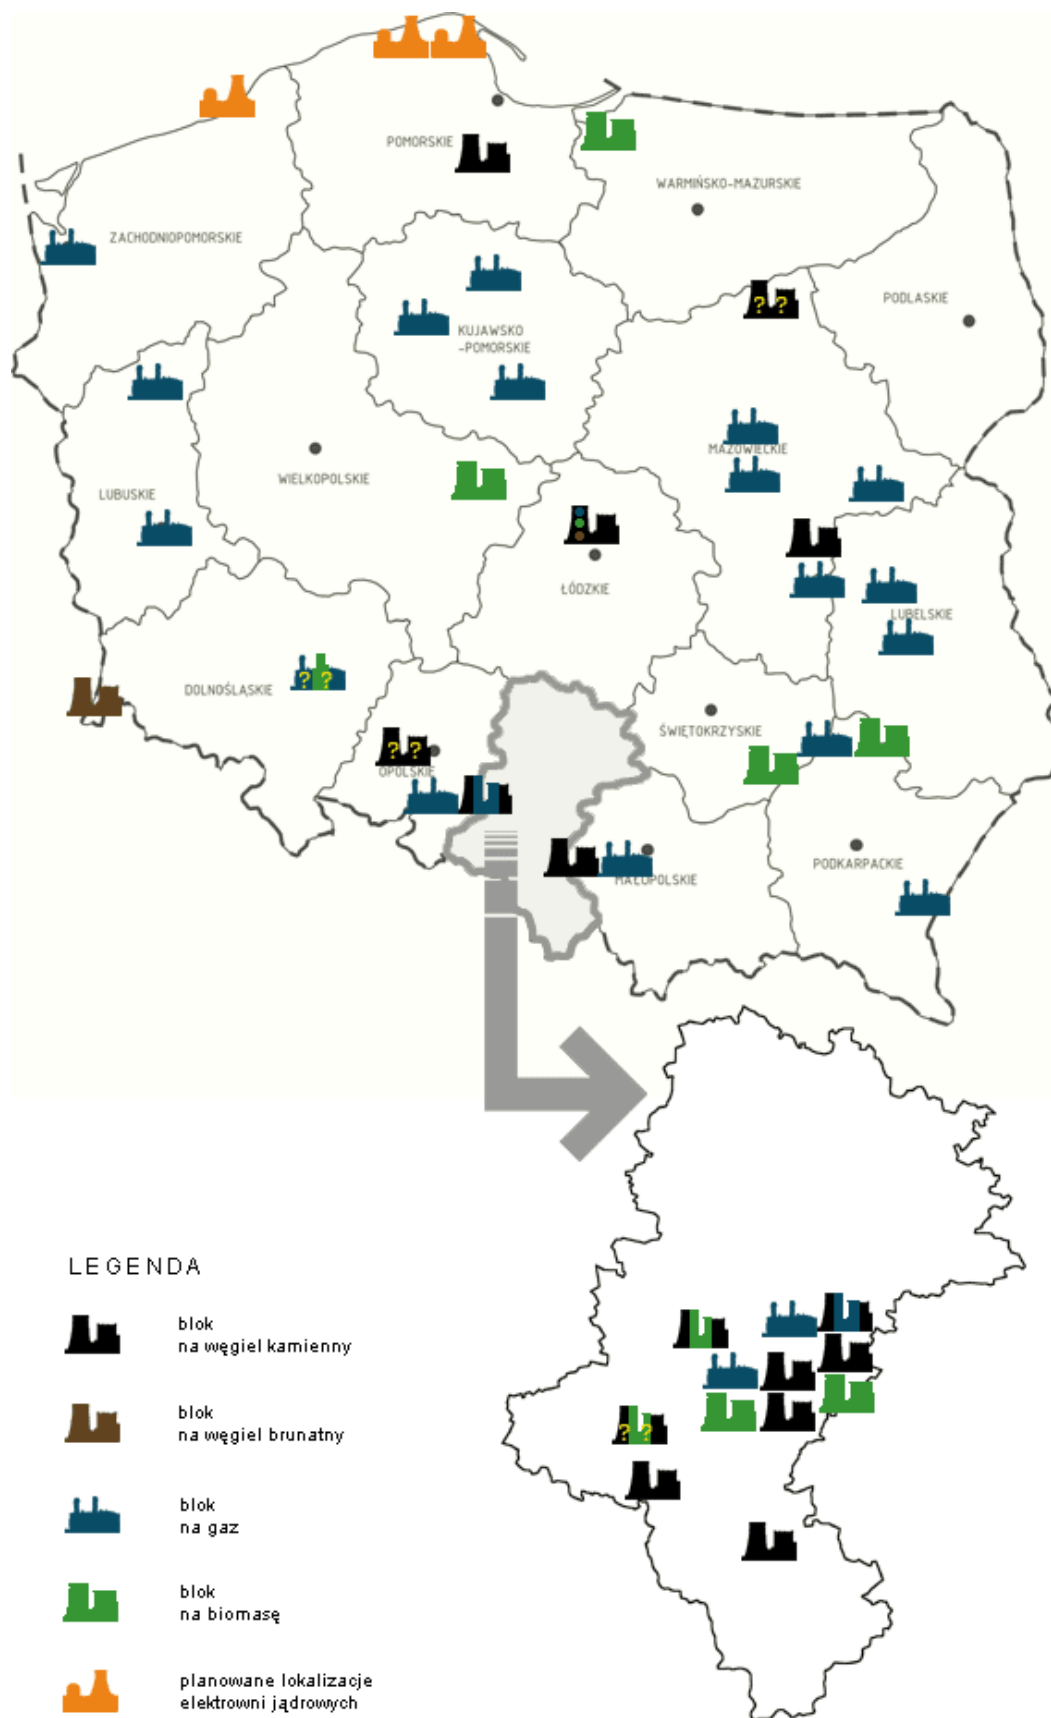 POMORSKIE
WARMIŃSKO-MAZURSKIE
ZACHODNIOPOMORSKIE
PODLASKIE
? ?
KUJAWSKO
-POMORSKIE
MAZOWIECKIE
WIELKOPOLSKIE
LUBUSKIE
ŁÓDZKIE
LUBELSKIE
DOLNOŚLĄSKIE
? ?
ŚWIĘTOKRZYSKIE
? ?
OPOLSKIE
PODKARPACKIE
MAŁOPOLSKIE
LEGENDA
blok
na węgiel kamienny
? ?
blok
na węgiel brunatny
blok
na gaz
blok
na biomasę
planowane lokalizacje
elektrowni jądrowych